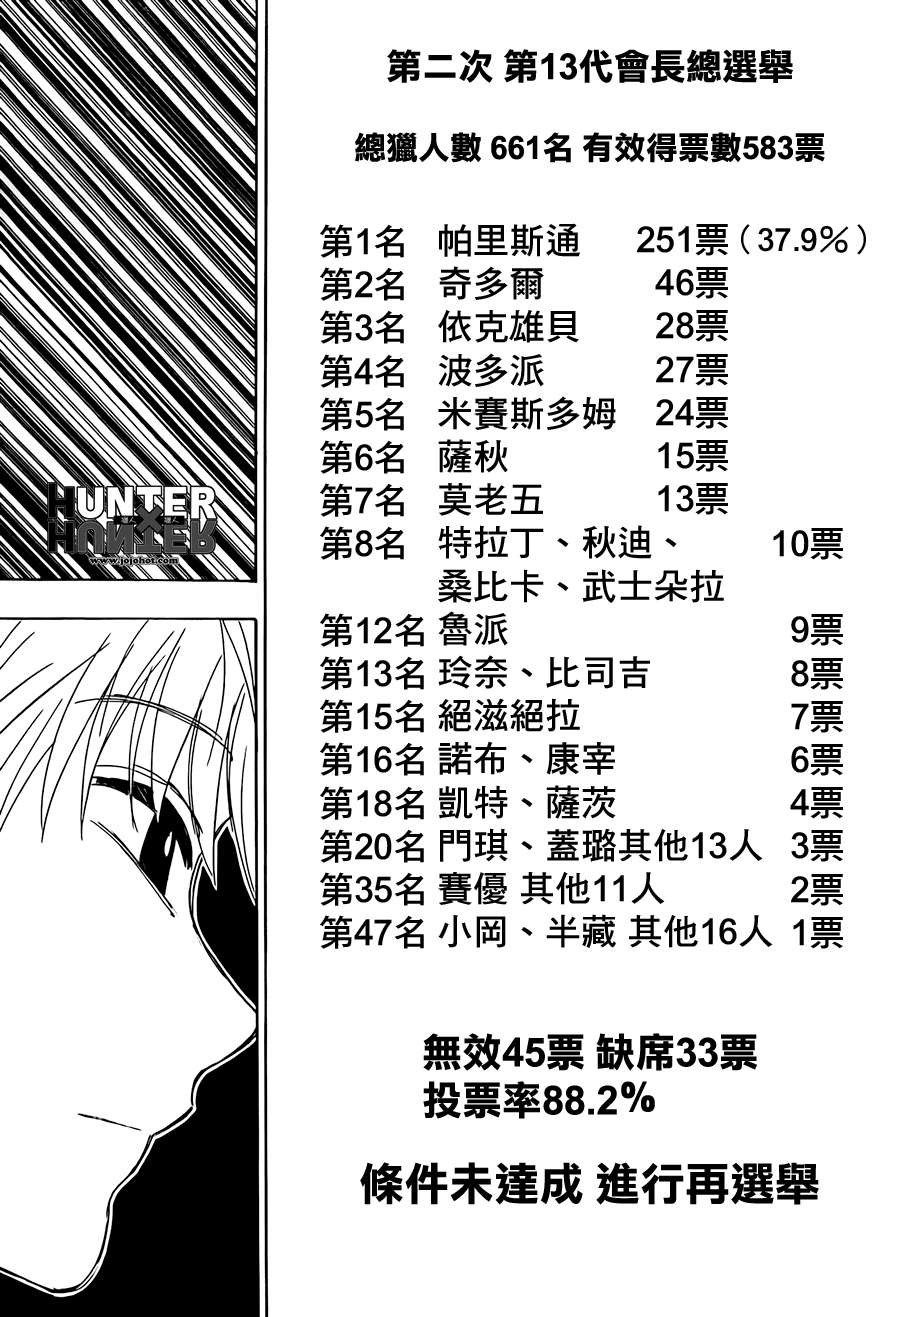 第二次 第13代會長總選舉
總獵人數 661名 有效得票數583票
第1名 帕里斯通 251票(37.9%)
第2名 奇多爾 46票
第3名 依克雄貝 28票
第4名 波多派 27票
第5名 米賽斯多姆 24票
第6名 薩秋 15票
第7名 莫老五 13票
第8名 特拉丁、秋迪、 10票
桑比卡、武士朵拉
第12名 魯派 9票
第13名 玲奈、比司吉 8票
第15名 絕滋絕拉 7票
第16名 諾布、康宰 6票
第18名 凱特、薩茨 4票
第20名 門琪、蓋璐其他13人 3票
第35名 賽優 其他11人 2票
第47名 小岡、半藏 其他16人 1票
無效45票 缺席33票
投票率88.2%
條件未達成 進行再選舉
HUNTER
×
HUNTER
www.jojohot.com